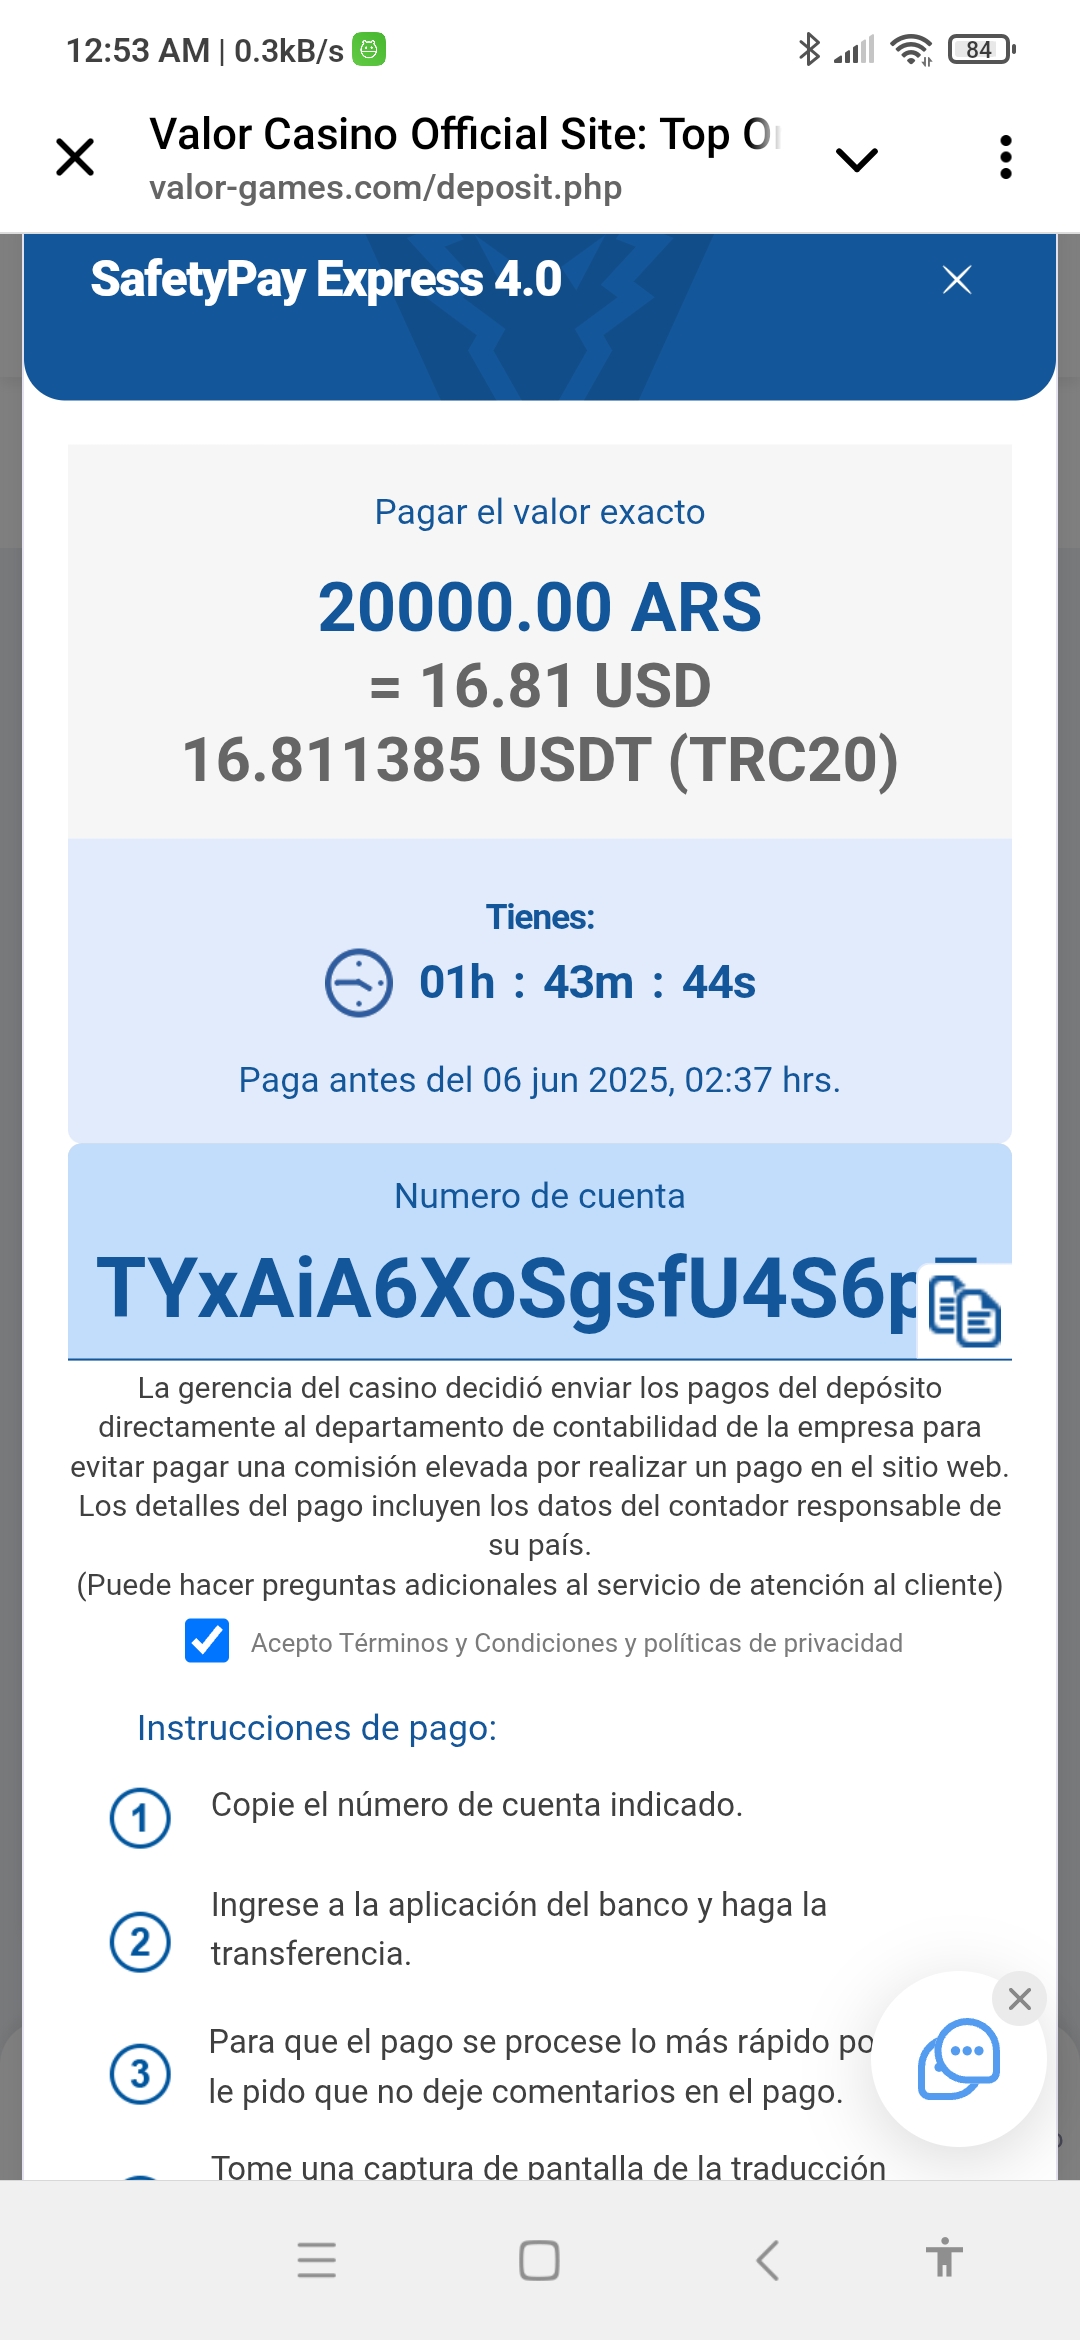 12:53 AM | 0.3kB/s
84
Valor Casino Official Site: Top O
valor-games.com/deposit.php
SafetyPay Express 4.0
Pagar el valor exacto
20000.00 ARS
= 16.81 USD
16.811385 USDT (TRC20)
Tienes:
01h : 43m : 44s
Paga antes del 06 jun 2025, 02:37 hrs.
Numero de cuenta
TYxAiA6XoSgsfU4S6p
La gerencia del casino decidió enviar los pagos del depósito
directamente al departamento de contabilidad de la empresa para
evitar pagar una comisión elevada por realizar un pago en el sitio web.
Los detalles del pago incluyen los datos del contador responsable de
su país.
(Puede hacer preguntas adicionales al servicio de atención al cliente)
Acepto Términos y Condiciones y políticas de privacidad
Instrucciones de pago:
1 Copie el número de cuenta indicado.
2 Ingrese a la aplicación del banco y haga la
transferencia.
3 Para que el pago se procese lo más rápido po
le pido que no deje comentarios en el pago.
Tome una captura de pantalla de la traducción